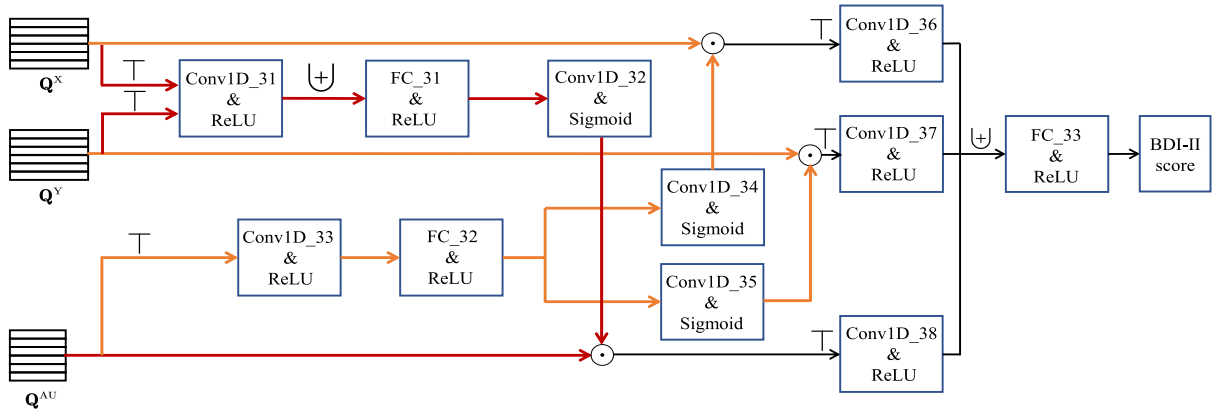 Q^X
⊤
Conv1D_31
&
ReLU
⊤
⊎
FC_31
&
ReLU
Conv1D_32
&
Sigmoid
⊤
Conv1D_36
&
ReLU
Q^Y
⊤
Conv1D_37
&
ReLU
⊎
FC_33
&
ReLU
BDI-II
score
Conv1D_34
&
Sigmoid
⊤
Conv1D_33
&
ReLU
FC_32
&
ReLU
Conv1D_35
&
Sigmoid
⊤
Conv1D_38
&
ReLU
Q^AU